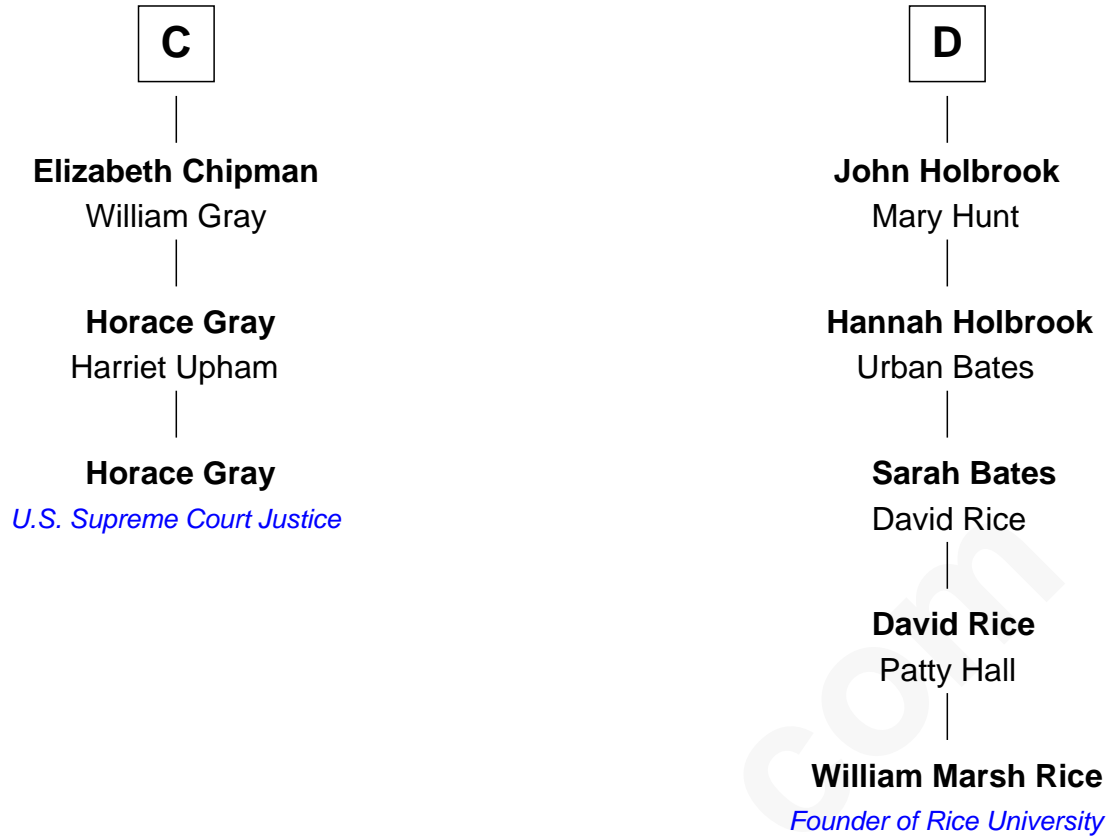 C
Elizabeth Chipman
William Gray
Horace Gray
Harriet Upham
Horace Gray
U.S. Supreme Court Justice
D
John Holbrook
Mary Hunt
Hannah Holbrook
Urban Bates
Sarah Bates
David Rice
David Rice
Patty Hall
William Marsh Rice
Founder of Rice University
com